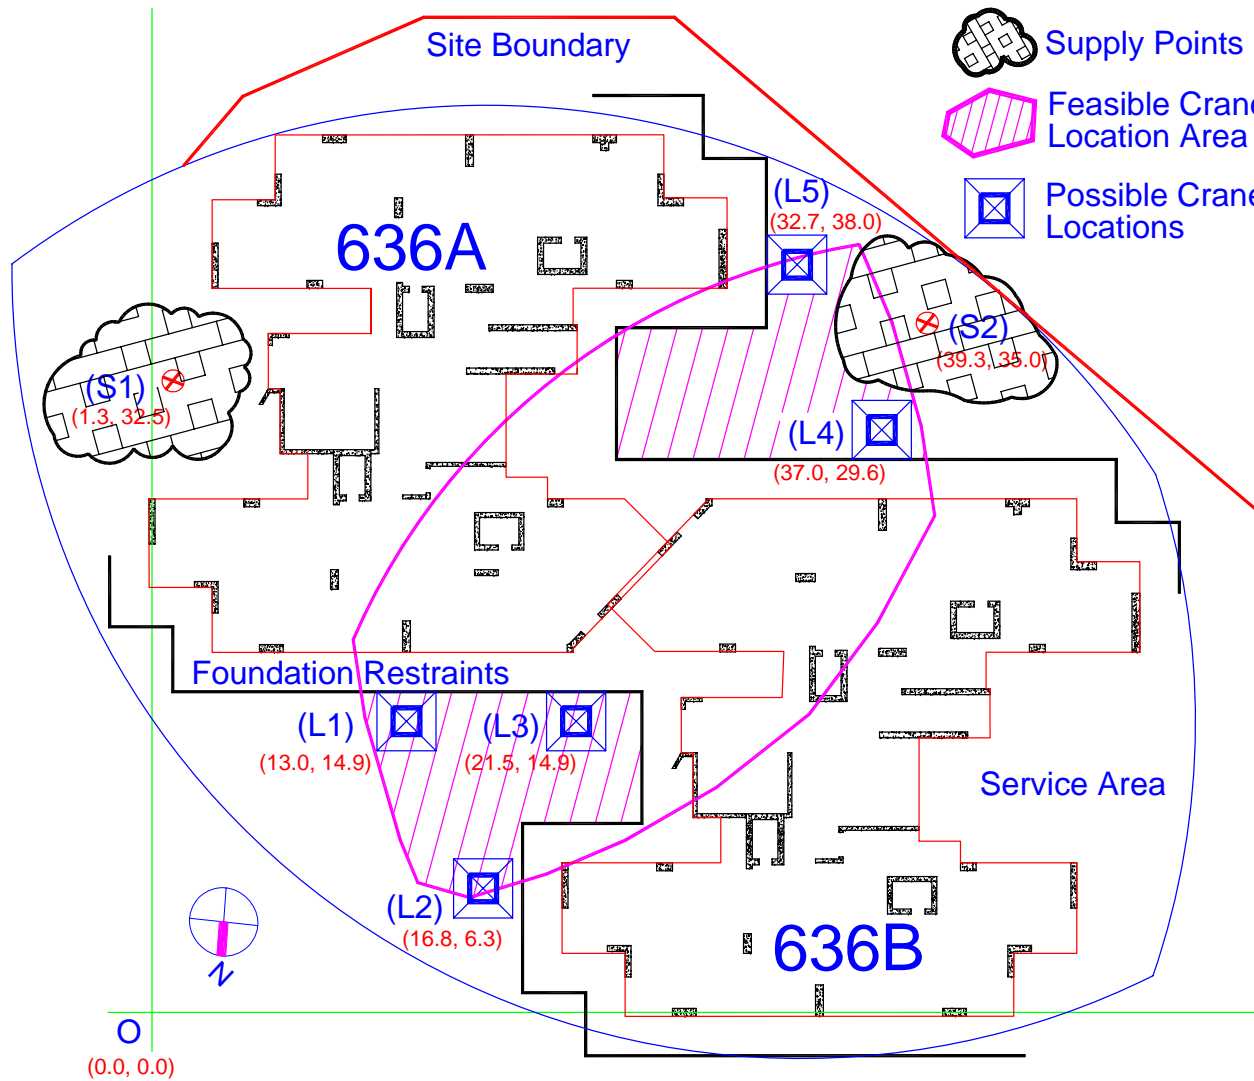 Site Boundary
Supply Points
Feasible Crane
Location Area
Possible Crane
Locations
(L5)
(32.7, 38.0)
636A
(S2)
(39.3, 35.0)
(S1)
(1.3, 32.5)
(L4)
(37.0, 29.6)
Foundation Restraints
(L1)
(L3)
(13.0, 14.9)
(21.5, 14.9)
Service Area
(L2)
(16.8, 6.3)
636B
N
O
(0.0, 0.0)